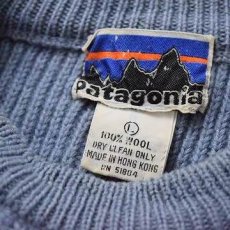 patagonia
L
100% WOOL
DRY CLEAN ONLY
MADE IN HONG KONG
RN 51884